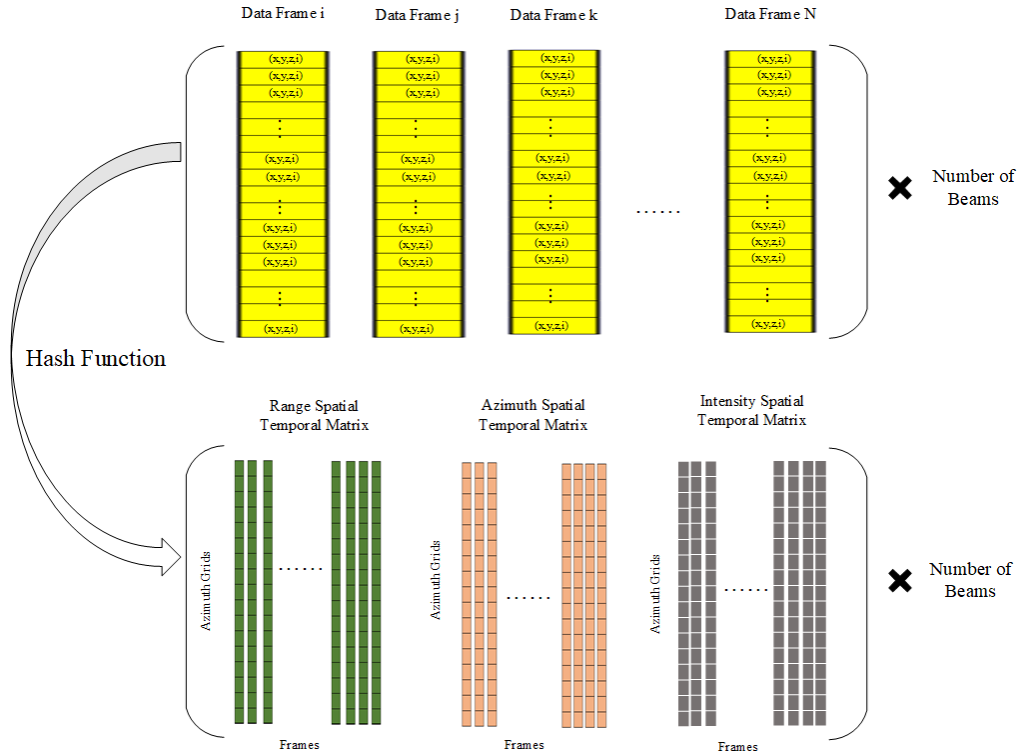 Data Frame i
Data Frame j
Data Frame k
Data Frame N
(x,y,z,i)
(x,y,z,i)
(x,y,z,i)
⋮
(x,y,z,i)
(x,y,z,i)
⋮
(x,y,z,i)
(x,y,z,i)
(x,y,z,i)
⋮
(x,y,z,i)
(x,y,z,i)
(x,y,z,i)
(x,y,z,i)
⋮
(x,y,z,i)
(x,y,z,i)
⋮
(x,y,z,i)
(x,y,z,i)
(x,y,z,i)
⋮
(x,y,z,i)
(x,y,z,i)
(x,y,z,i)
(x,y,z,i)
⋮
(x,y,z,i)
(x,y,z,i)
⋮
(x,y,z,i)
(x,y,z,i)
(x,y,z,i)
⋮
(x,y,z,i)
......
(x,y,z,i)
(x,y,z,i)
(x,y,z,i)
⋮
(x,y,z,i)
(x,y,z,i)
⋮
(x,y,z,i)
(x,y,z,i)
(x,y,z,i)
⋮
(x,y,z,i)
✖
Number of
Beams
Hash Function
Range Spatial
Temporal Matrix
Azimuth Spatial
Temporal Matrix
Intensity Spatial
Temporal Matrix
Azimuth Grids
......
Azimuth Grids
......
Azimuth Grids
......
✖
Number of
Beams
Frames
Frames
Frames